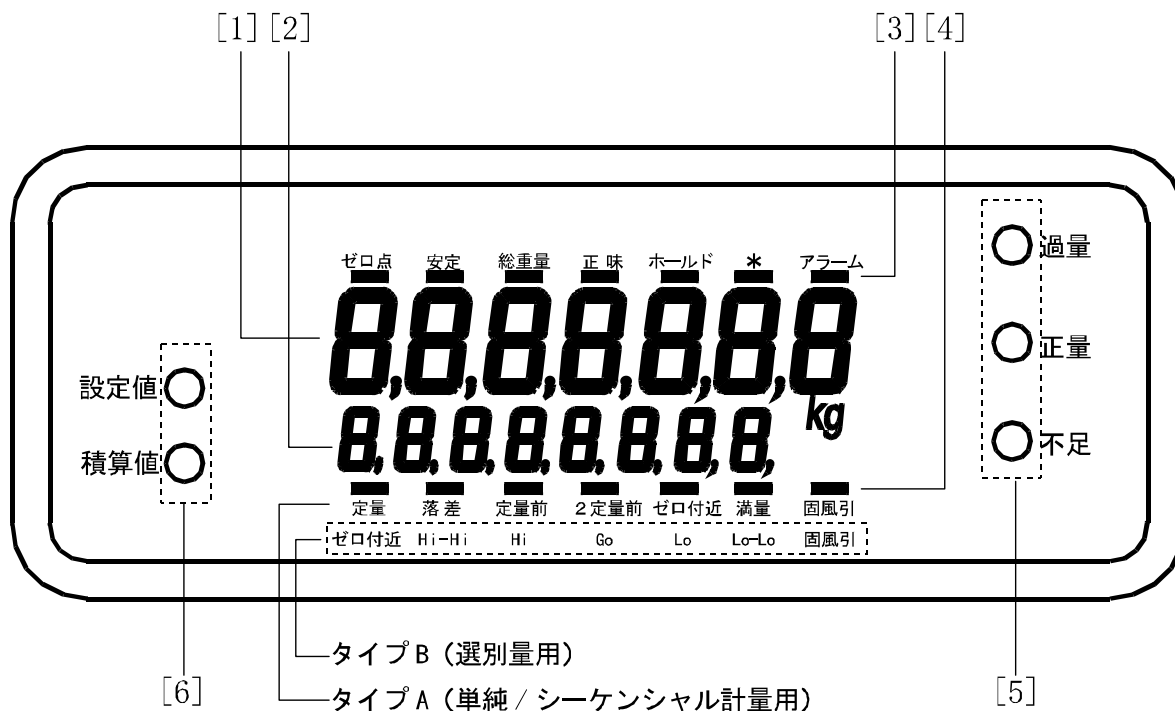 [1] [2] [3] [4]
ゼロ点 安定 総重量 正味 ホールド * アラーム
過量
8,8,8,8,8,8,8
正量
設定値
kg
8,8,8,8,8,8,8,8,
不足
積算値
定量 落差 定量前 2定量前 ゼロ付近 満量 固風引
ゼロ付近 Hi-Hi Hi Go Lo Lo-Lo 固風引
タイプB (選別量用)
[6] [5]
タイプA (単純 / シーケンシャル計量用)